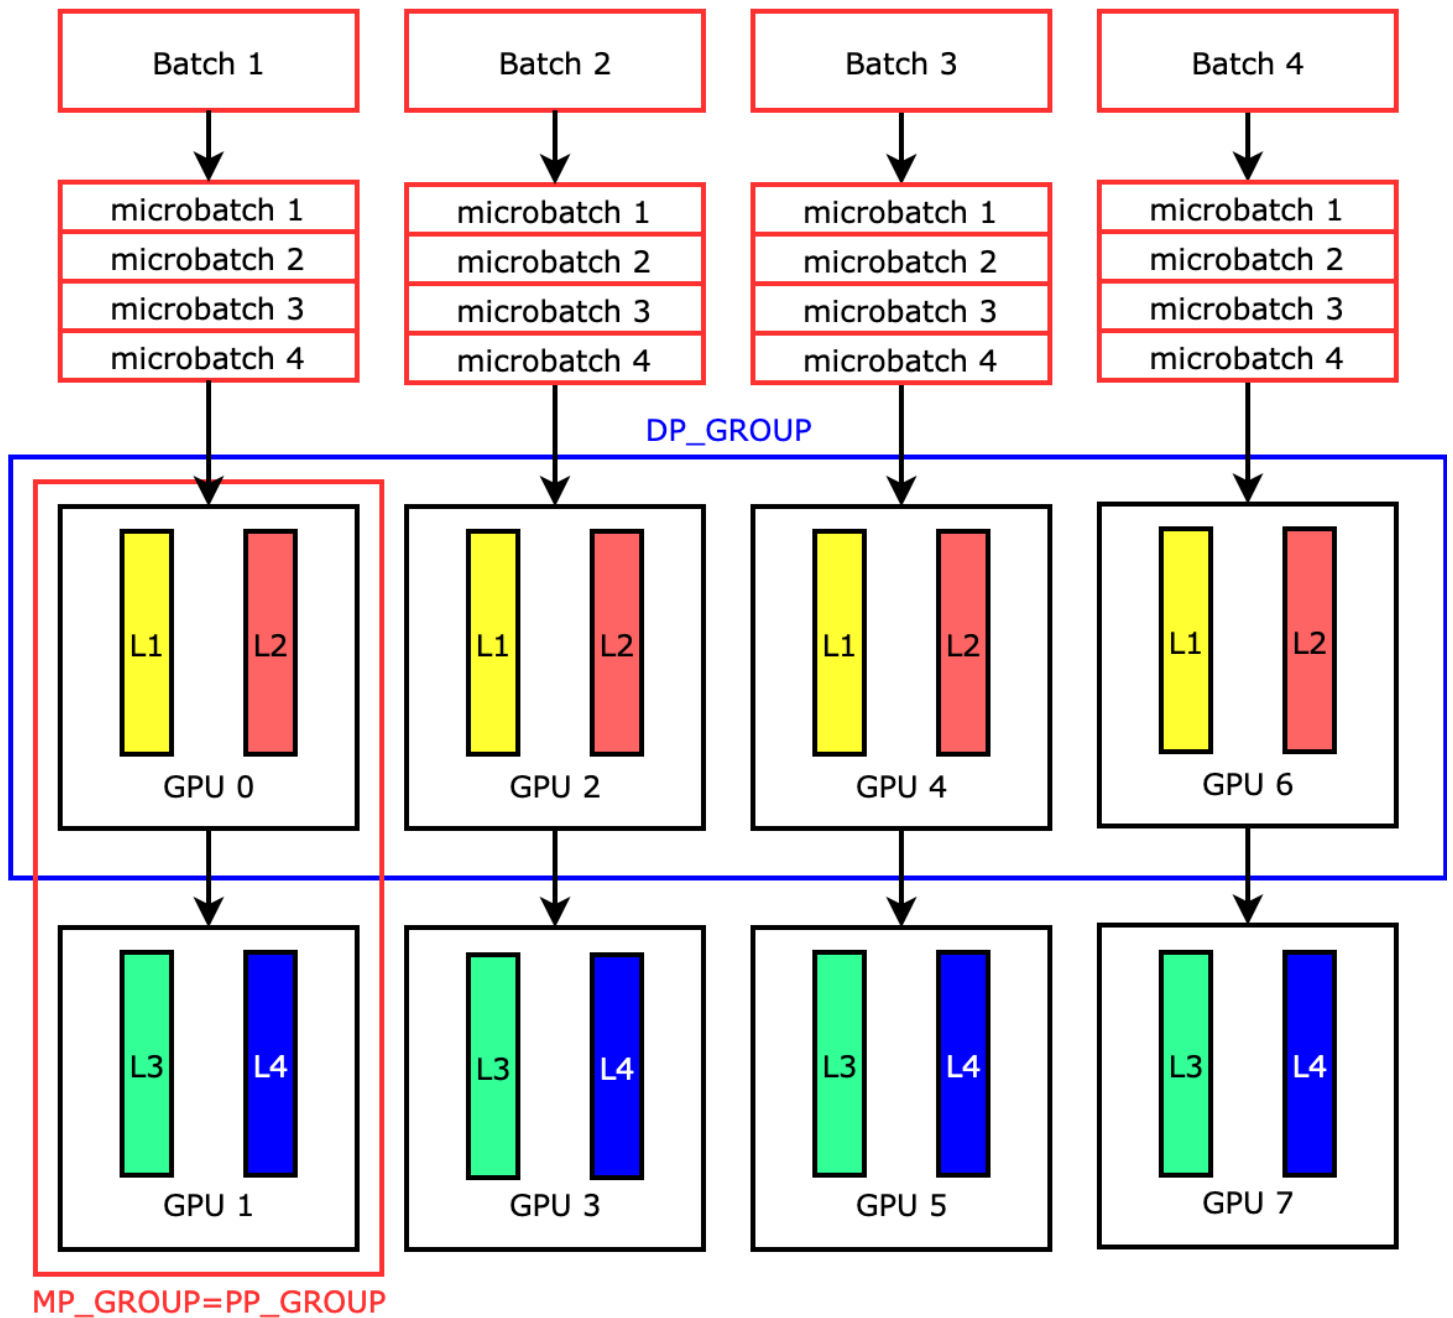 Batch 1
Batch 2
Batch 3
Batch 4
microbatch 1
microbatch 2
microbatch 3
microbatch 4
microbatch 1
microbatch 2
microbatch 3
microbatch 4
microbatch 1
microbatch 2
microbatch 3
microbatch 4
microbatch 1
microbatch 2
microbatch 3
microbatch 4
DP_GROUP
L1 L2
GPU 0
L1 L2
GPU 2
L1 L2
GPU 4
L1 L2
GPU 6
L3 L4
GPU 1
L3 L4
GPU 3
L3 L4
GPU 5
L3 L4
GPU 7
MP_GROUP=PP_GROUP